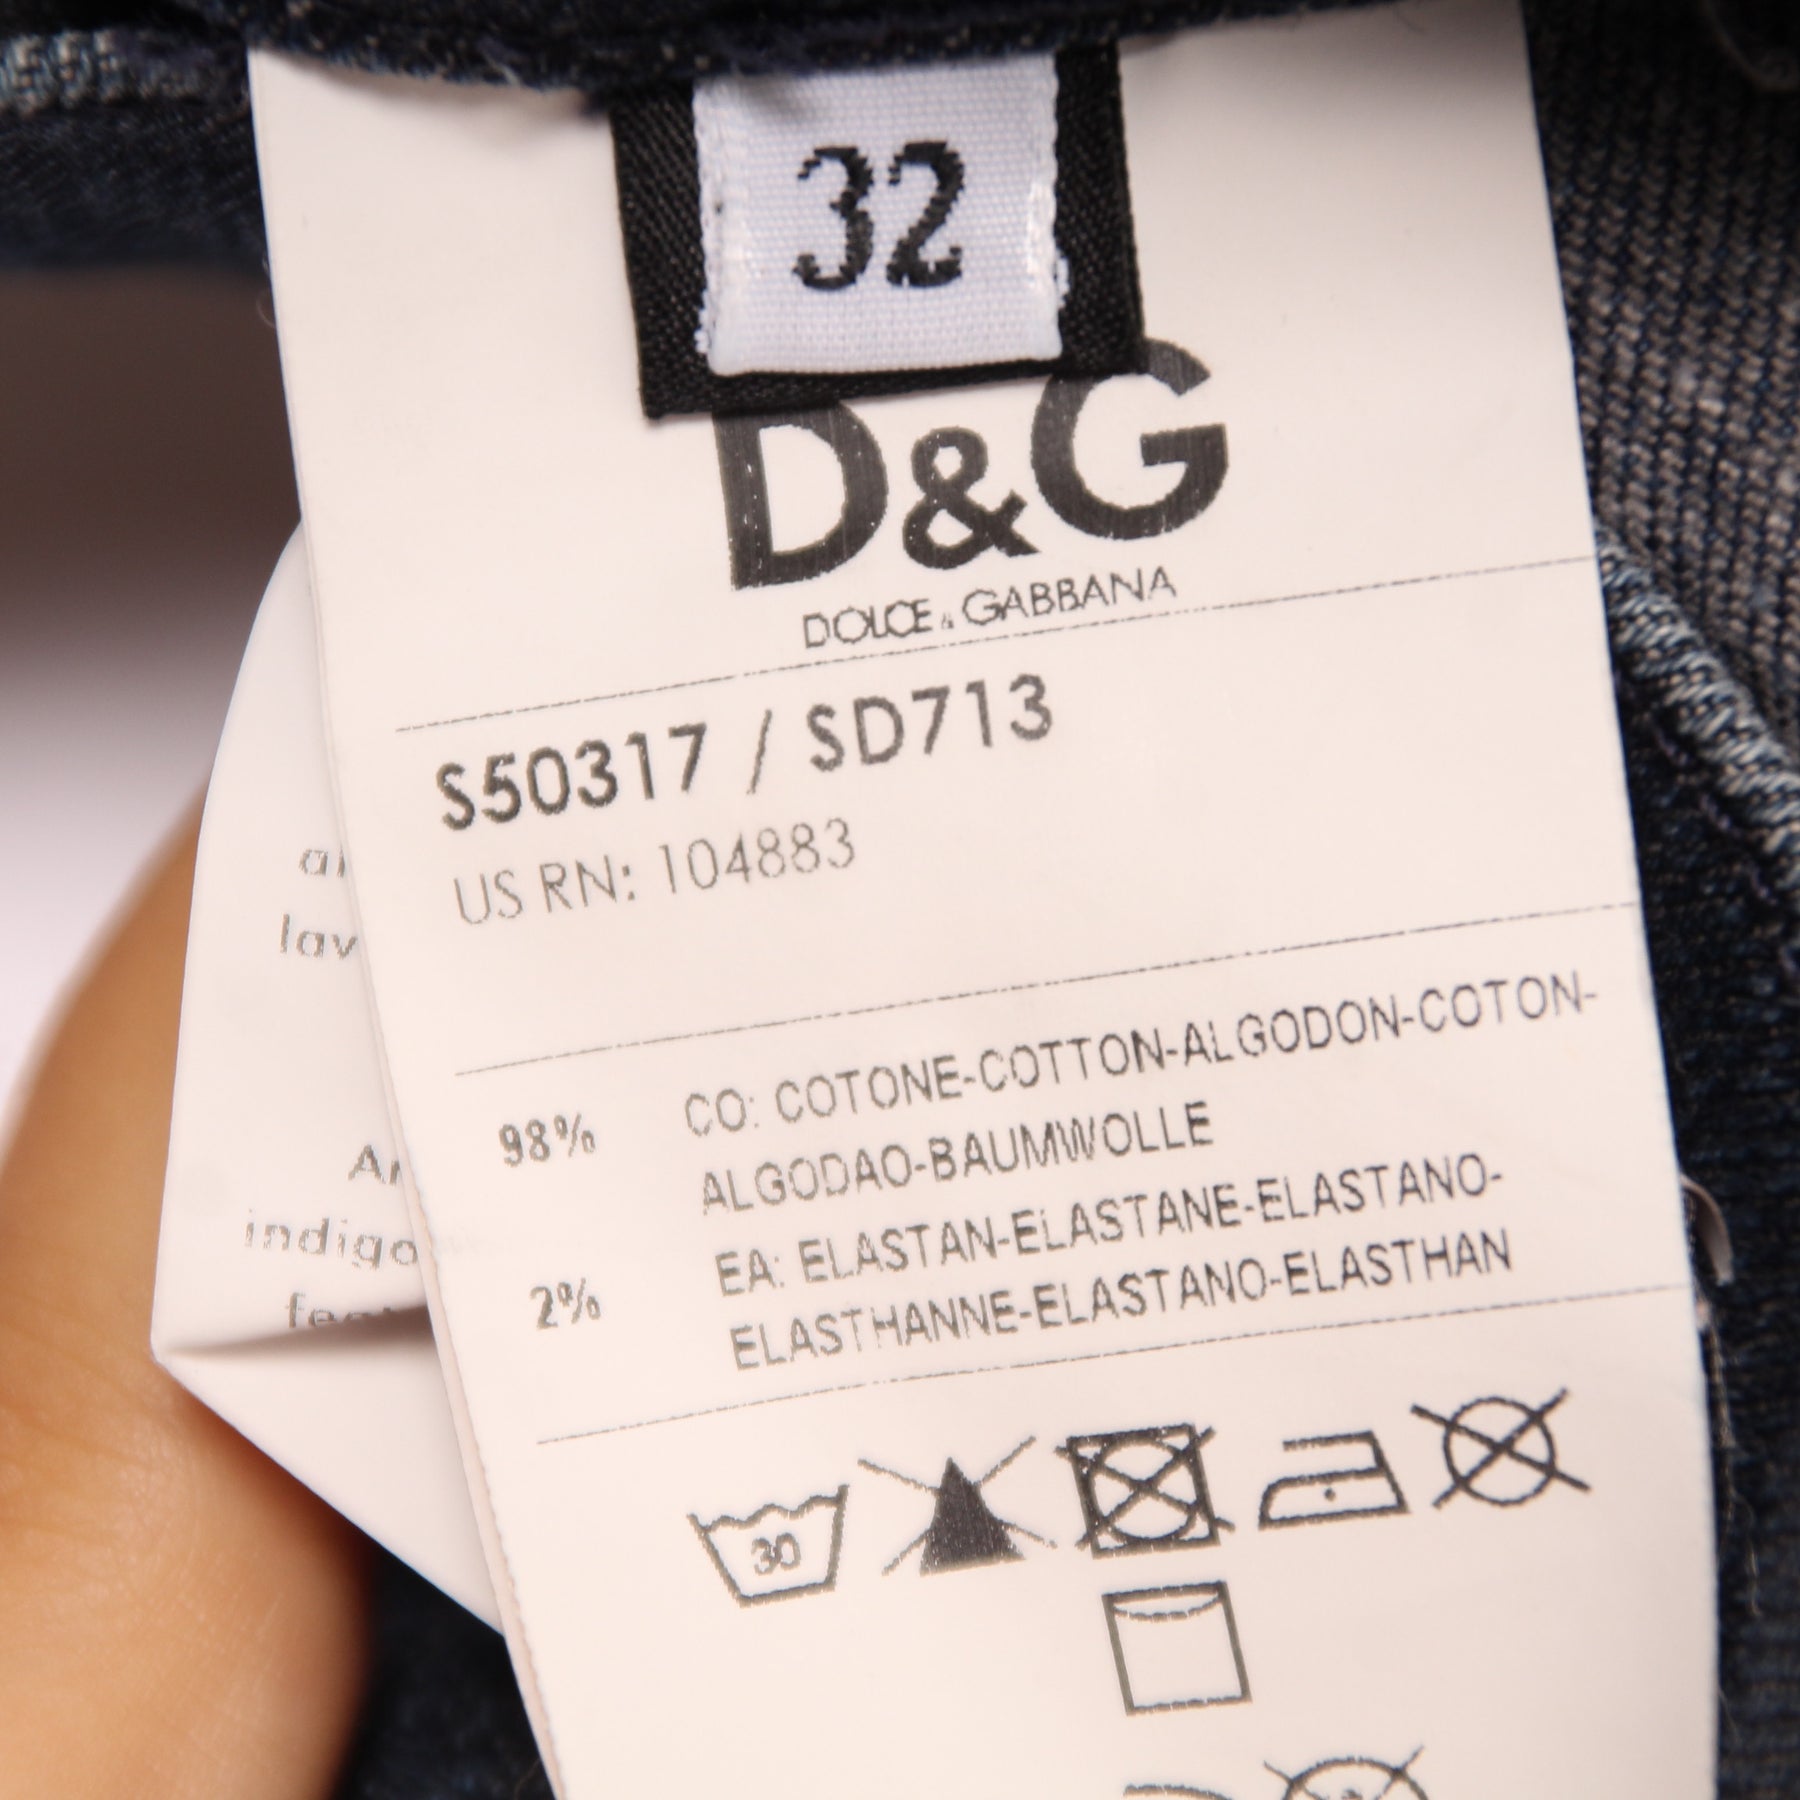 32
D&G
DOLCE & GABBANA
S50317 / SD713
US RN: 104883
98% CO: COTONE-COTTON-ALGODON-COTON-
ALGODAO-BAUMWOLLE
2% EA: ELASTAN-ELASTANE-ELASTANO-
ELASTHANNE-ELASTANO-ELASTHAN
30
indigo